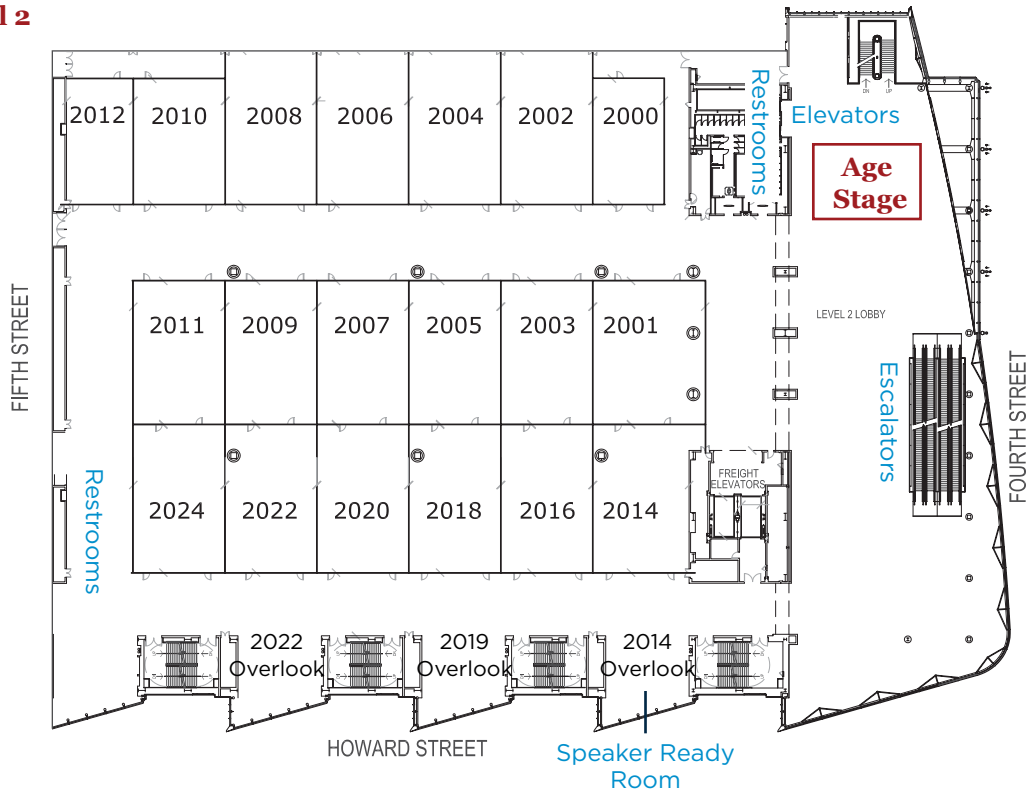 l 2
2012
2010
2008
2006
2004
2002
2000
Restrooms
Elevators
DN
UP
Age
Stage
2011
2009
2007
2005
2003
2001
LEVEL 2 LOBBY
FIFTH STREET
Escalators
FOURTH STREET
Restrooms
2024
2022
2020
2018
2016
2014
FREIGHT
ELEVATORS
2022
Overlook
2019
Overlook
2014
Overlook
HOWARD STREET
Speaker Ready
Room